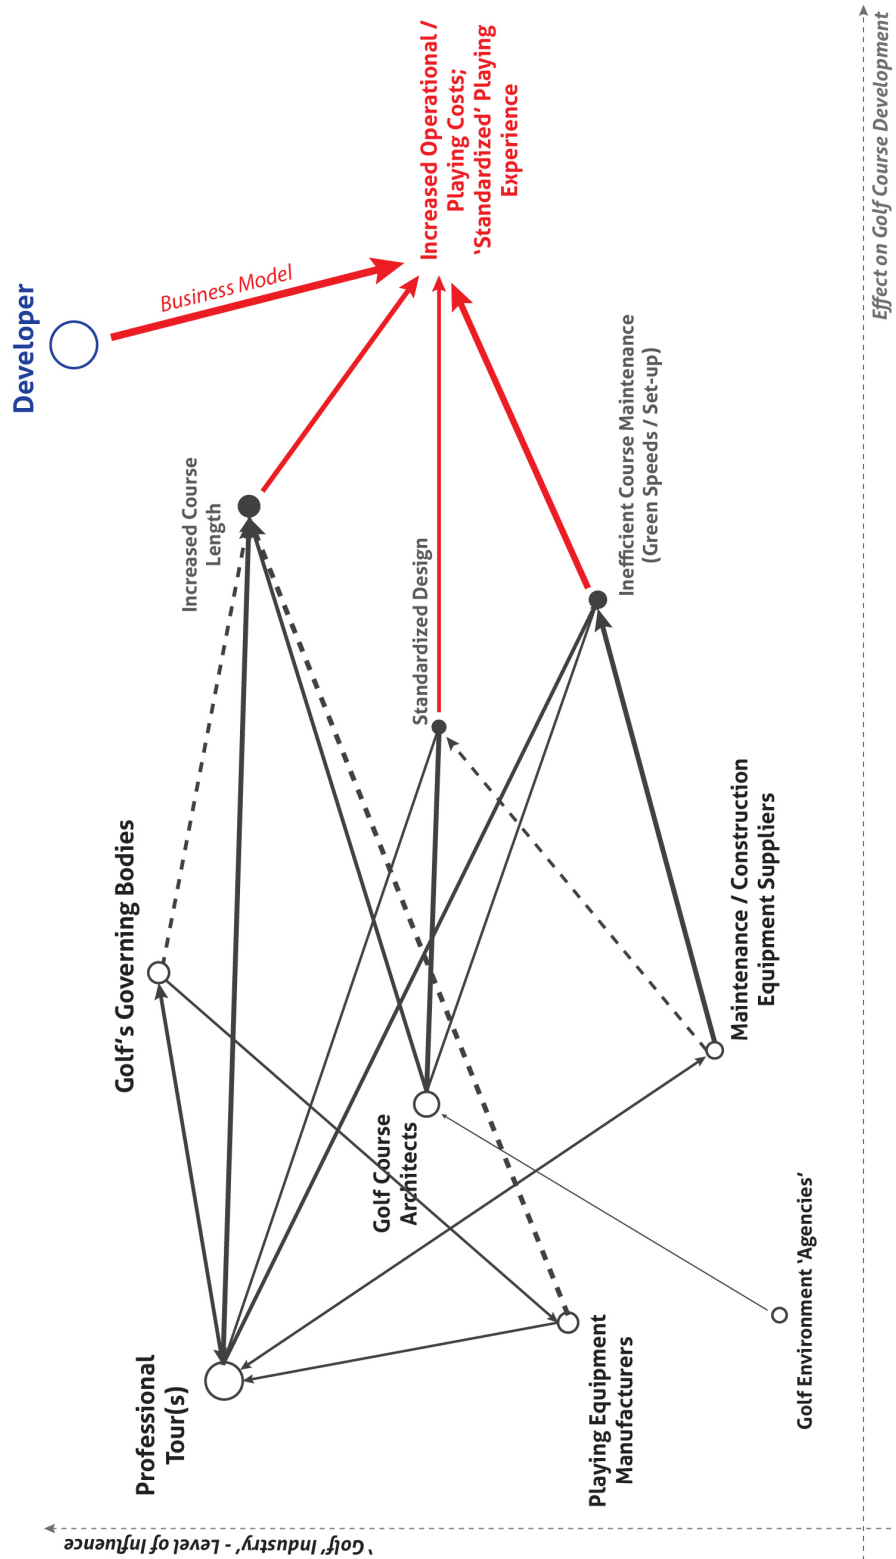 Developer
Business Model
Increased Operational /
Playing Costs;
‘Standardized’ Playing
Experience
Increased Course
Length
Standardized Design
Inefficient Course Maintenance
(Green Speeds / Set-up)
Golf’s Governing Bodies
Maintenance / Construction
Equipment Suppliers
Golf Course
Architects
Professional
Tour(s)
Playing Equipment
Manufacturers
Golf Environment ‘Agencies’
‘Golf’ Industry’ - Level of Influence
Effect on Golf Course Development